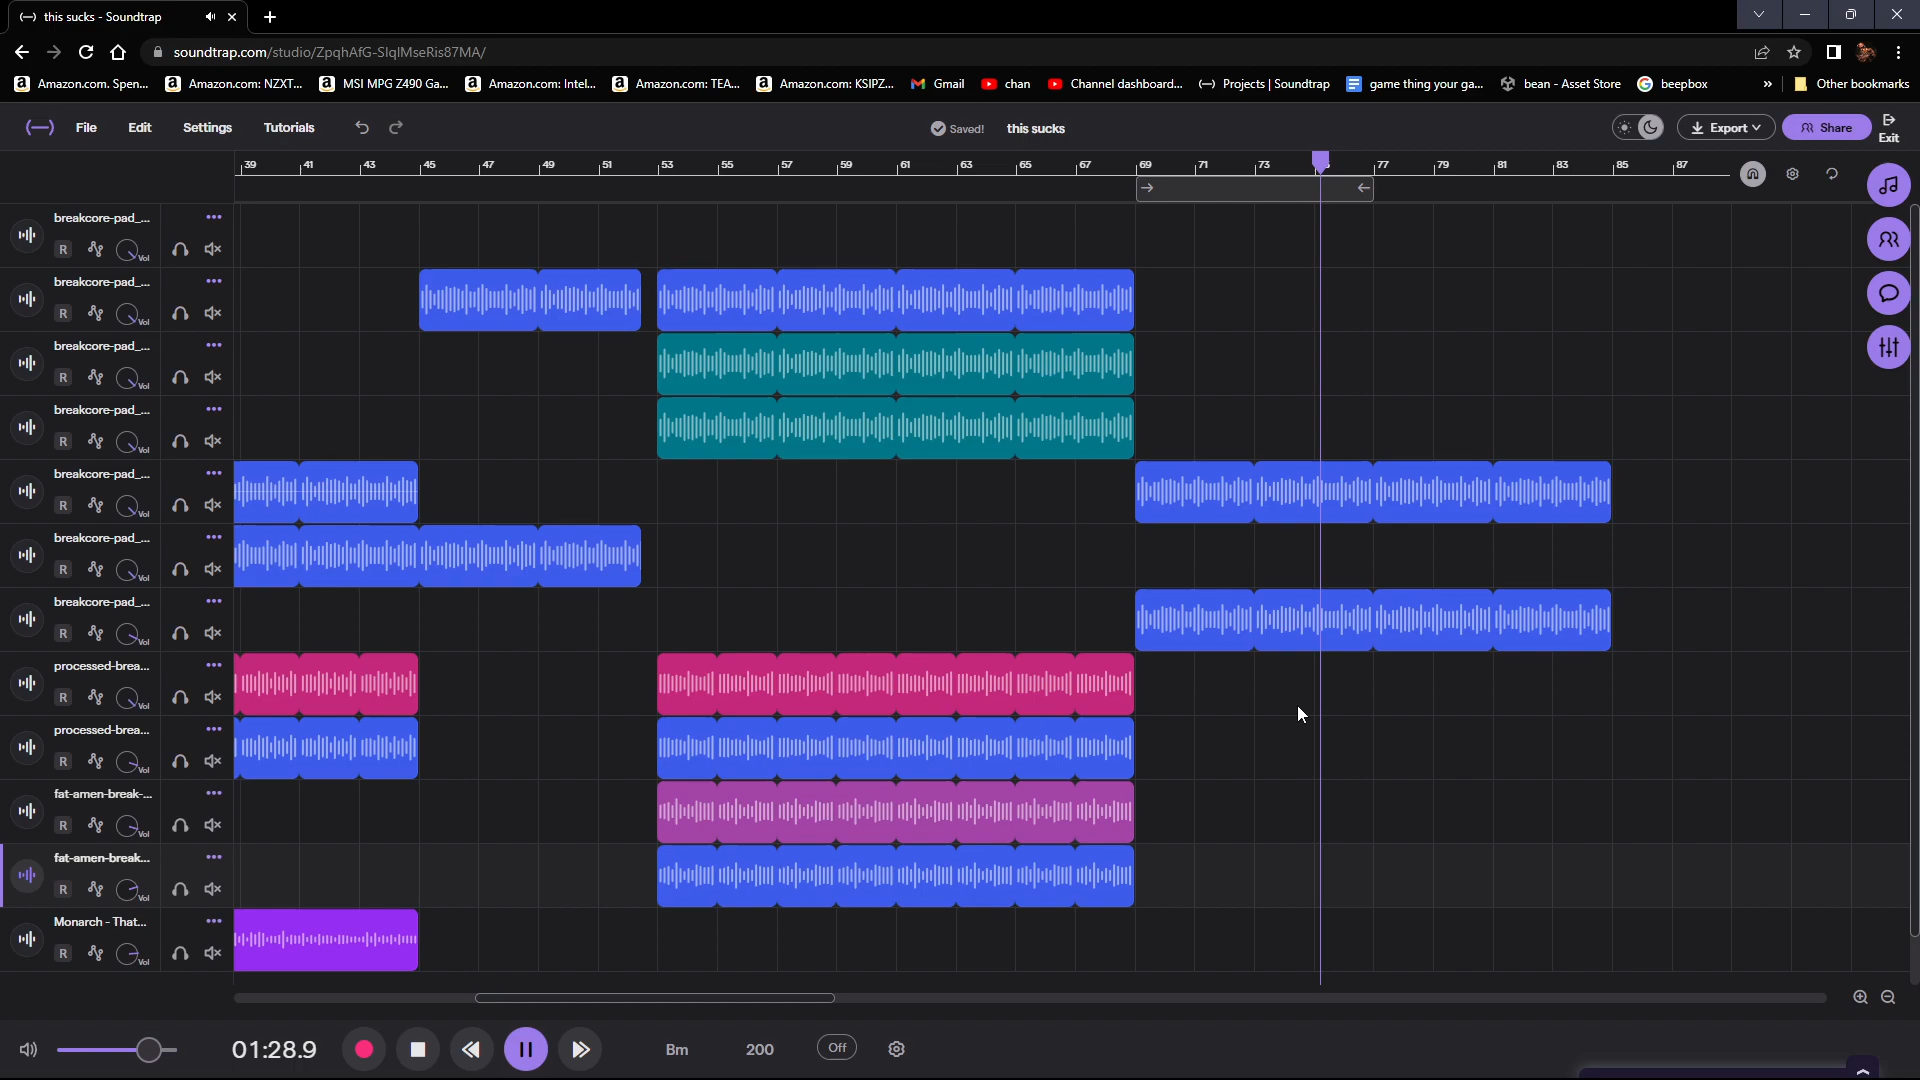 this sucks - Soundtrap
soundtrap.com/studio/ZpqhAfG-SlqlMseRis87MA/
Amazon.com. Spen... Amazon.com: NZXT... MSI MPG Z490 Ga... Amazon.com: Intel... Amazon.com: TEA... Amazon.com: KSIPZ... Gmail chan Channel dashboard... Projects | Soundtrap game thing your ga... bean - Asset Store beepbox » Other bookmarks
File Edit Settings Tutorials Saved! this sucks Export Share Exit
39 41 43 45 47 49 51 53 55 57 59 61 63 65 67 69 71 73 77 79 81 83 85 87
breakcore-pad_...
R Vol
breakcore-pad_...
R Vol
breakcore-pad_...
R Vol
breakcore-pad_...
R Vol
breakcore-pad_...
R Vol
breakcore-pad_...
R Vol
breakcore-pad_...
R Vol
processed-brea...
R Vol
processed-brea...
R Vol
fat-amen-break-...
R Vol
fat-amen-break...
R Vol
Monarch - That...
R Vol
01:28.9 Bm 200 Off